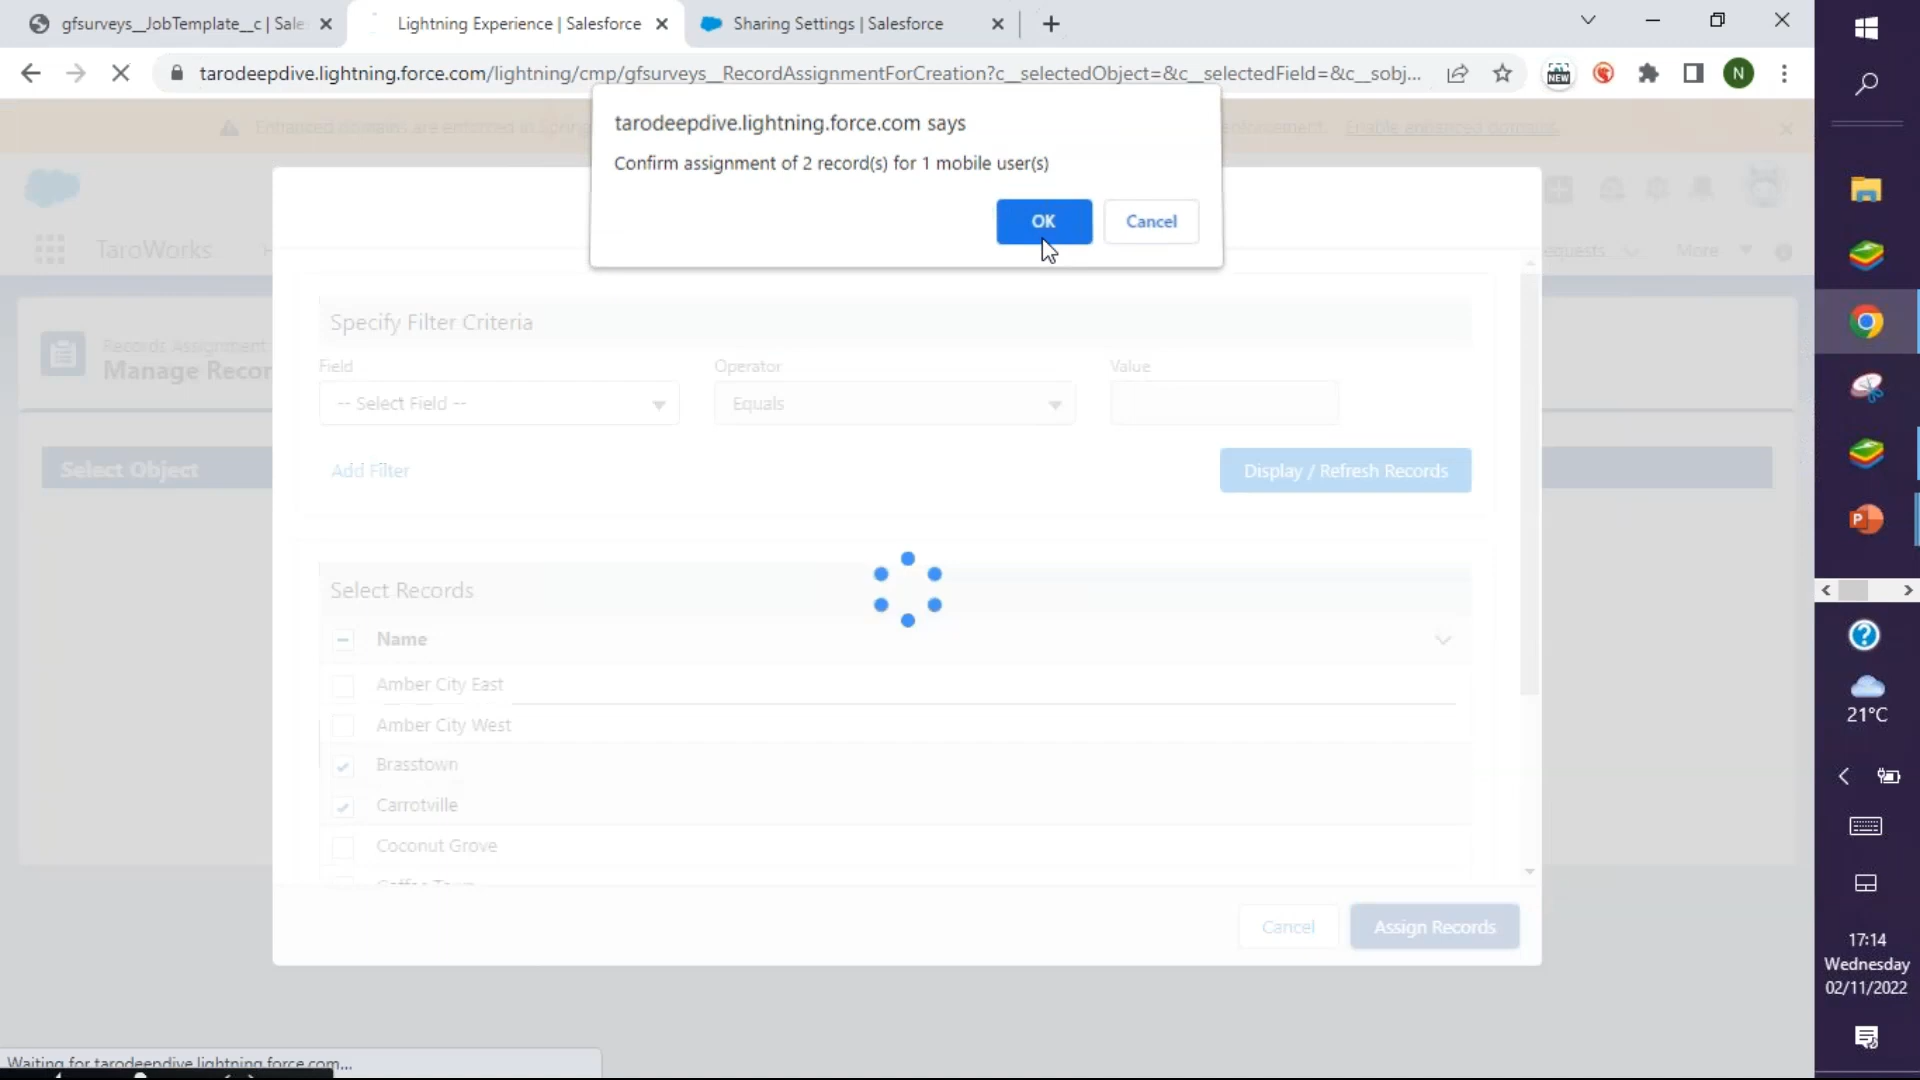 gfsurveys__JobTemplate__c | Sale
Lightning Experience | Salesforce
Sharing Settings | Salesforce
tarodeepdive.lightning.force.com/lightning/cmp/gfsurveys__RecordAssignmentForCreation?c__selectedObject=&c__selectedField=&c__sobj...
NEW
N
Enhanced domains are enforced in Spring
Enable enhanced domains
tarodeepdive.lightning.force.com says
Confirm assignment of 2 record(s) for 1 mobile user(s)
OK
Cancel
TaroWorks
equests
More
Records Assignment
Manage Recor
Select Object
Specify Filter Criteria
Field
Operator
Value
-- Select Field --
Equals
Add Filter
Display / Refresh Records
Select Records
Name
Amber City East
Amber City West
Brasstown
Carrotville
Coconut Grove
Coffee Town
Cancel
Assign Records
Waiting for tarodeepdive.lightning.force.com...
21°C
17:14
Wednesday
02/11/2022